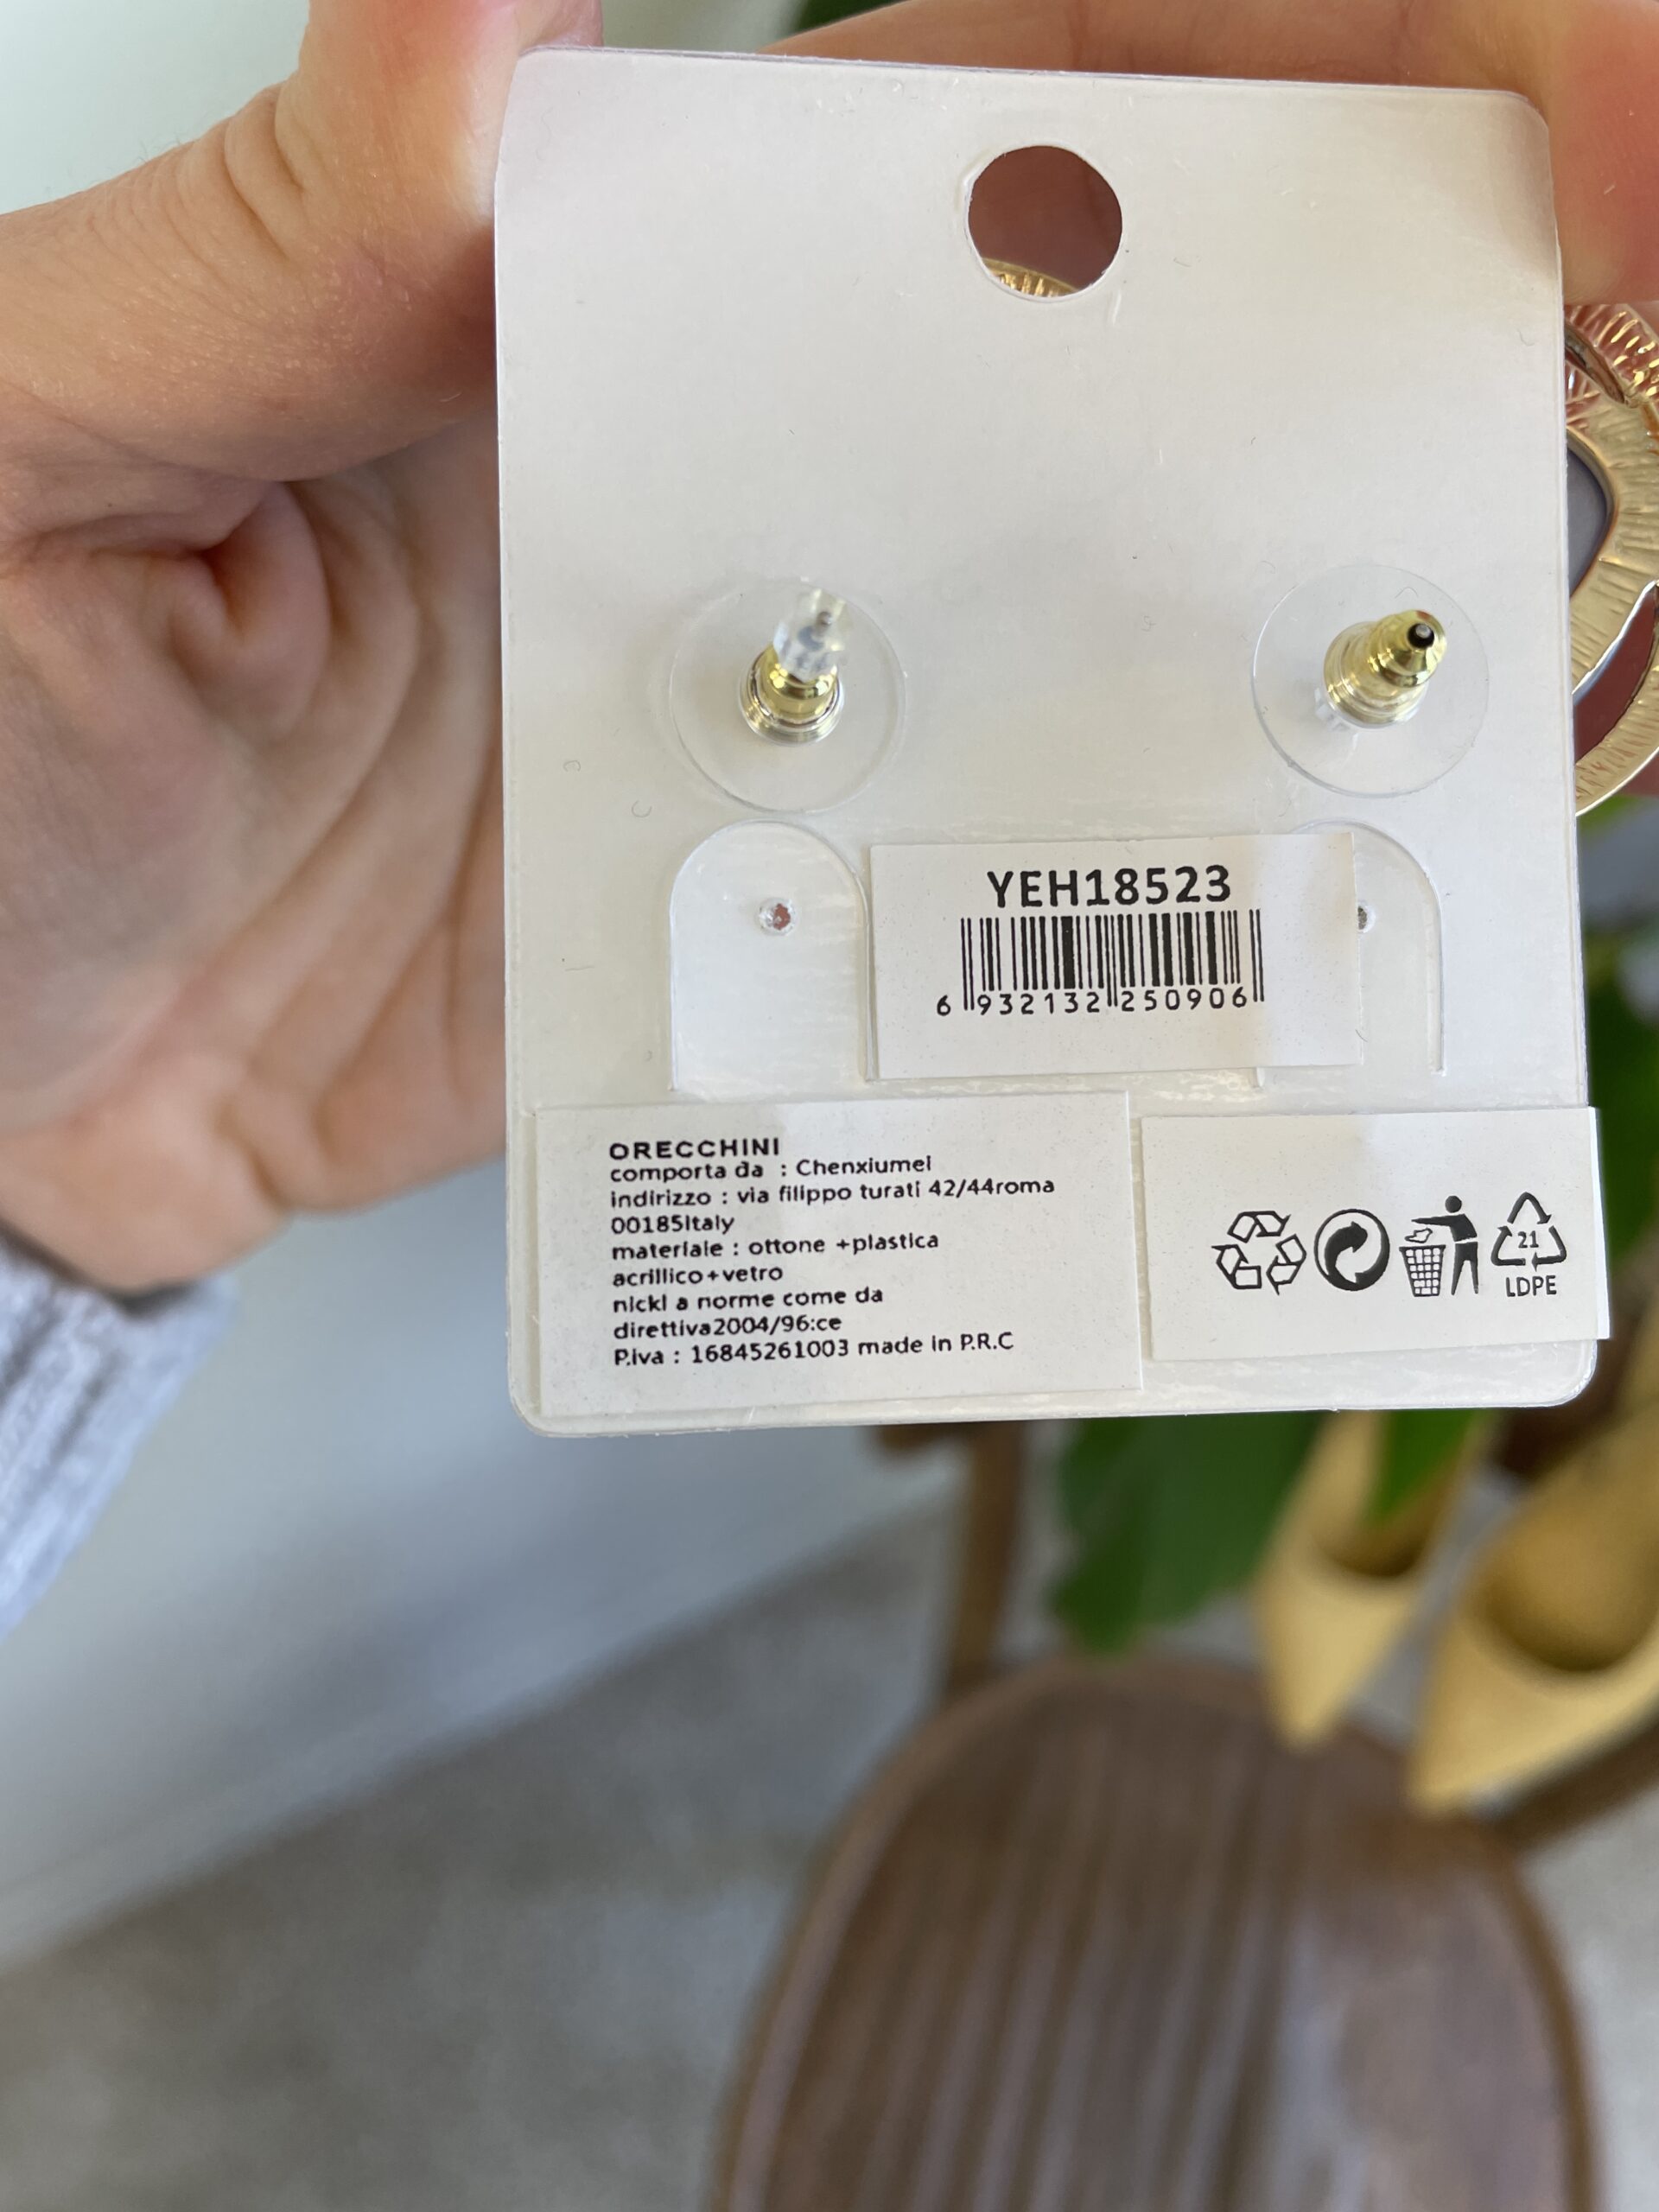 YEH18523
6 932132 250906
ORECCHINI
comporta da : Chenxiumei
indirizzo : via filippo turati 42/44roma
00185Italy
materiale : ottone +plastica
acrillico+vetro
nickl a norme come da
direttiva2004/96:ce
P.iva : 16845261003 made in P.R.C
21
LDPE